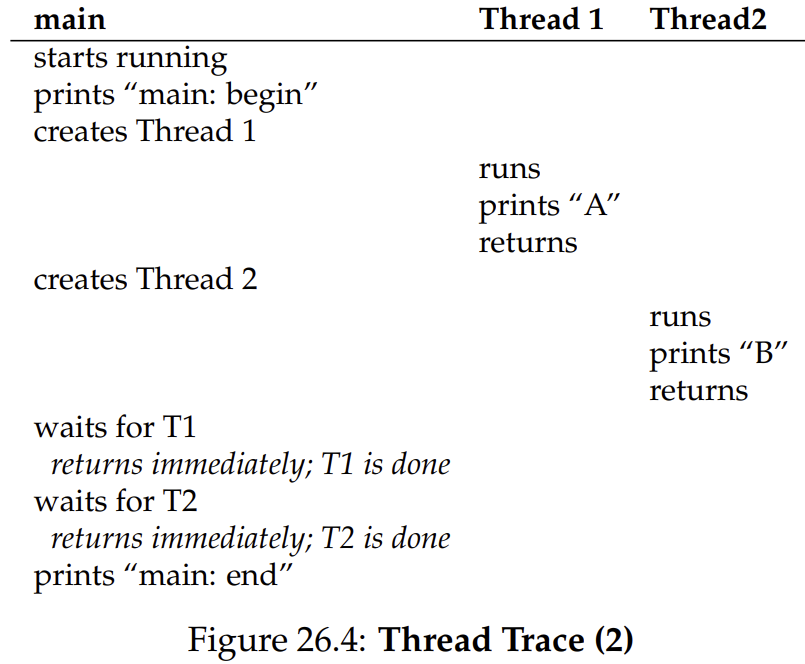 main Thread 1 Thread2
starts running
prints “main: begin”
creates Thread 1
runs
prints “A”
returns
creates Thread 2
runs
prints “B”
returns
waits for T1
returns immediately; T1 is done
waits for T2
returns immediately; T2 is done
prints “main: end”
Figure 26.4: Thread Trace (2)